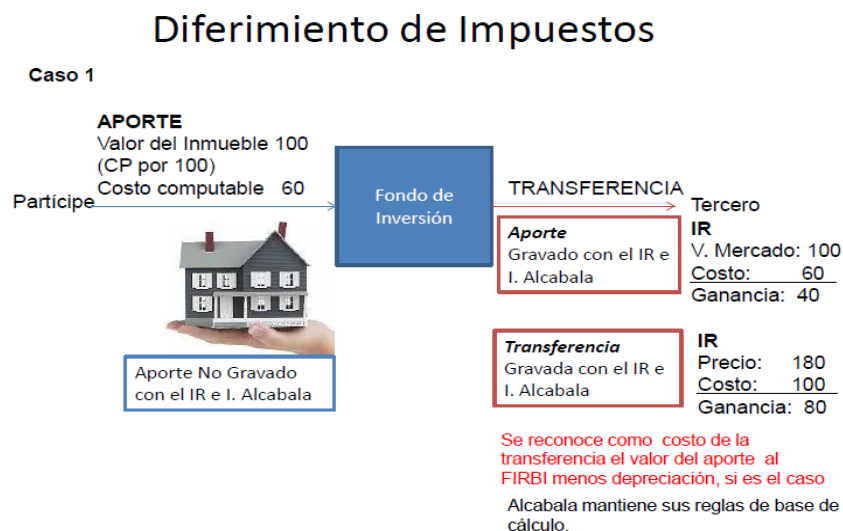 Diferimiento de Impuestos
Caso 1
APORTE
Valor del Inmueble 100
(CP por 100)
Costo computable 60
Partícipe
Fondo de
Inversión
TRANSFERENCIA
Tercero
Aporte
Gravado con el IR e
I. Alcabala
IR
V. Mercado: 100
Costo: 60
Ganancia: 40
Aporte No Gravado
con el IR e I. Alcabala
Transferencia
Gravada con el IR e
I. Alcabala
IR
Precio: 180
Costo: 100
Ganancia: 80
Se reconoce como costo de la
transferencia el valor del aporte al
FIRBI menos depreciación, si es el caso
Alcabala mantiene sus reglas de base de
cálculo.